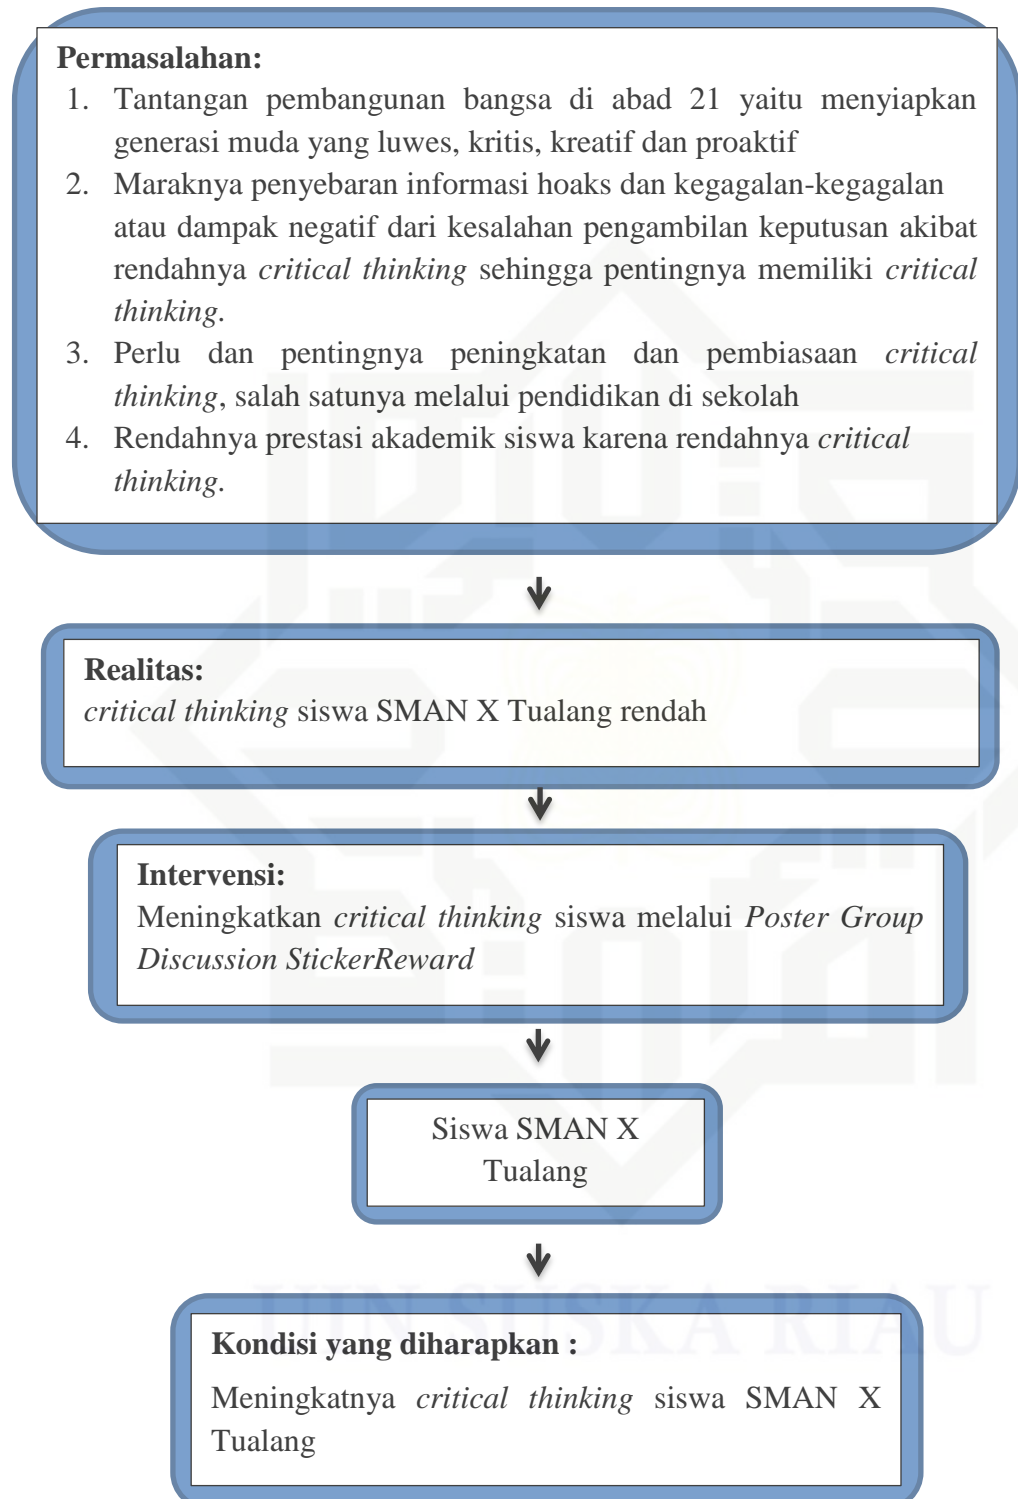 Permasalahan:
1. Tantangan pembangunan bangsa di abad 21 yaitu menyiapkan
generasi muda yang luwes, kritis, kreatif dan proaktif
2. Maraknya penyebaran informasi hoaks dan kegagalan-kegagalan
atau dampak negatif dari kesalahan pengambilan keputusan akibat
rendahnya critical thinking sehingga pentingnya memiliki critical
thinking.
3. Perlu dan pentingnya peningkatan dan pembiasaan critical
thinking, salah satunya melalui pendidikan di sekolah
4. Rendahnya prestasi akademik siswa karena rendahnya critical
thinking.
Realitas:
critical thinking siswa SMAN X Tualang rendah
Intervensi:
Meningkatkan critical thinking siswa melalui Poster Group
Discussion StickerReward
Siswa SMAN X
Tualang
UIN SUSKA RIAU
Kondisi yang diharapkan :
Meningkatnya critical thinking siswa SMAN X
Tualang